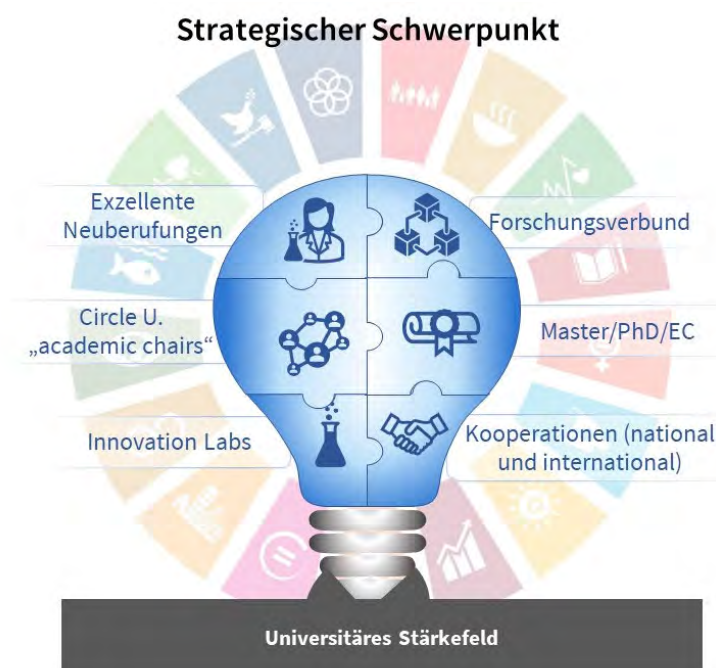 Strategischer Schwerpunkt
Exzellente
Neuberufungen
Forschungsverbund
Circle U.
„academic chairs“
Master/PhD/EC
Innovation Labs
Kooperationen (national
und international)
Universitäres Stärkefeld